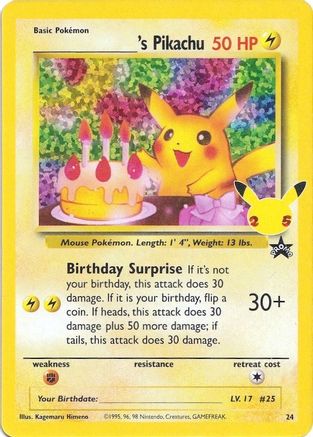 Basic Pokémon
____'s Pikachu 50 HP
25
PROMO
Mouse Pokémon. Length: 1' 4", Weight: 13 lbs.
Birthday Surprise If it's not
your birthday, this attack does 30
damage. If it is your birthday, flip a
coin. If heads, this attack does 30
damage plus 50 more damage; if
tails, this attack does 30 damage.
30+
weakness resistance retreat cost
Your Birthdate: LV. 17 #25
Illus. Kagemaru Himeno ©1995, 96, 98 Nintendo, Creatures, GAMEFREAK. 24